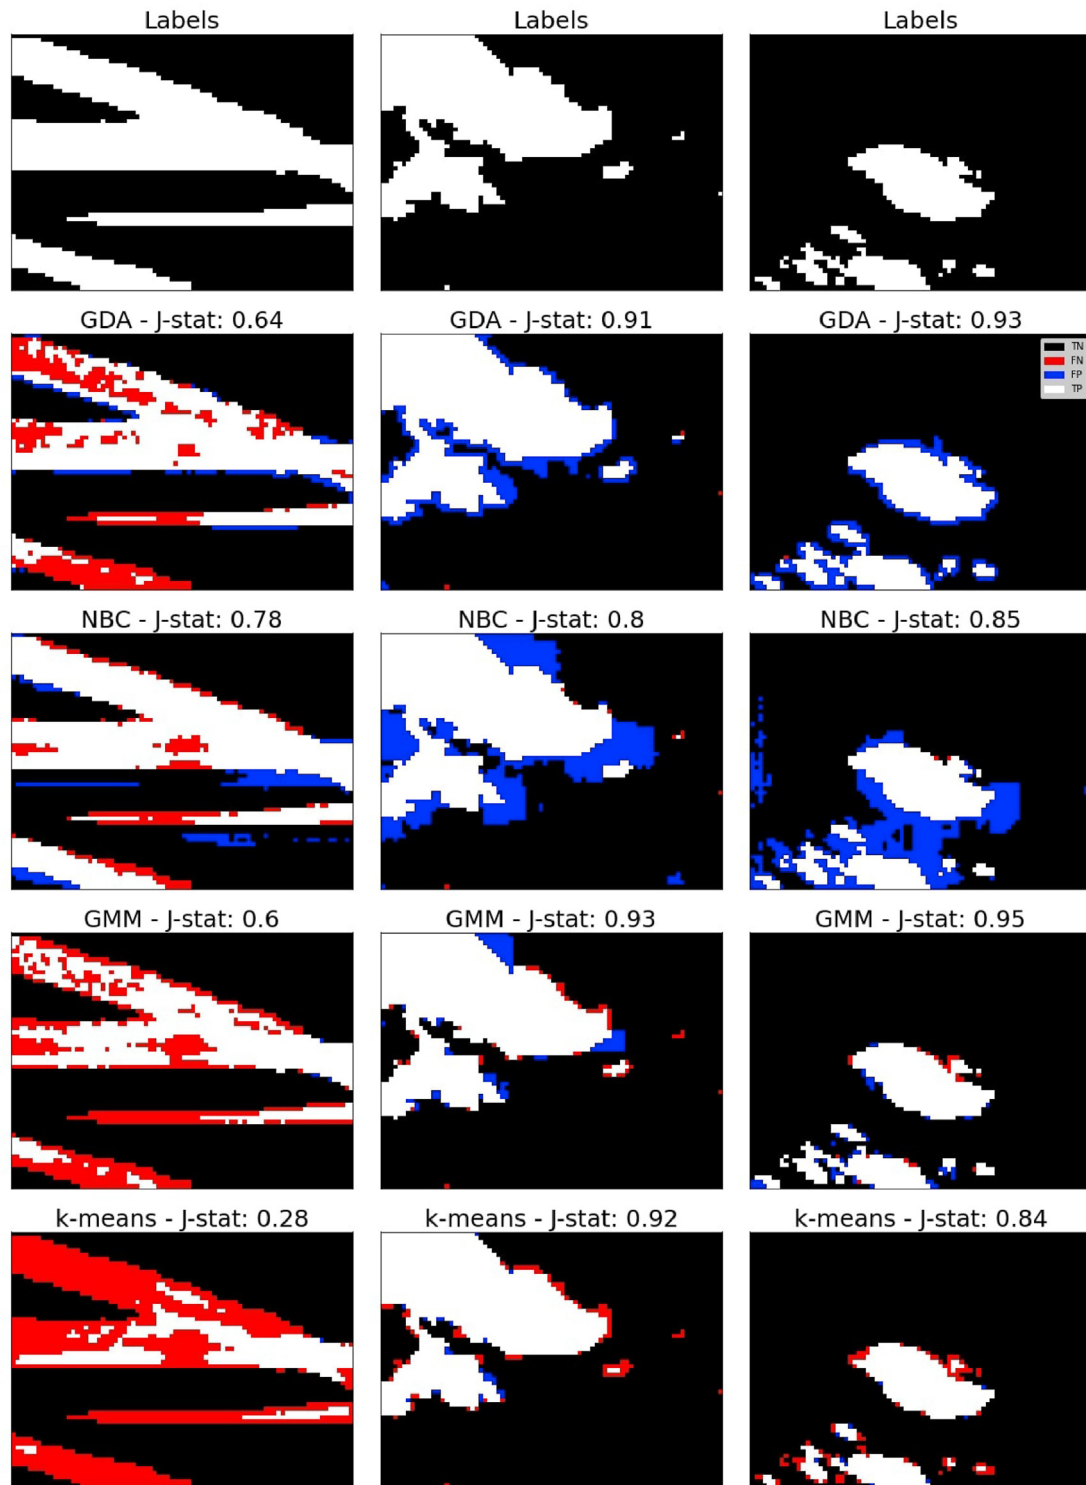 Labels
Labels
Labels
GDA - J-stat: 0.64
GDA - J-stat: 0.91
GDA - J-stat: 0.93
TN
FN
FP
TP
NBC - J-stat: 0.78
NBC - J-stat: 0.8
NBC - J-stat: 0.85
GMM - J-stat: 0.6
GMM - J-stat: 0.93
GMM - J-stat: 0.95
k-means - J-stat: 0.28
k-means - J-stat: 0.92
k-means - J-stat: 0.84